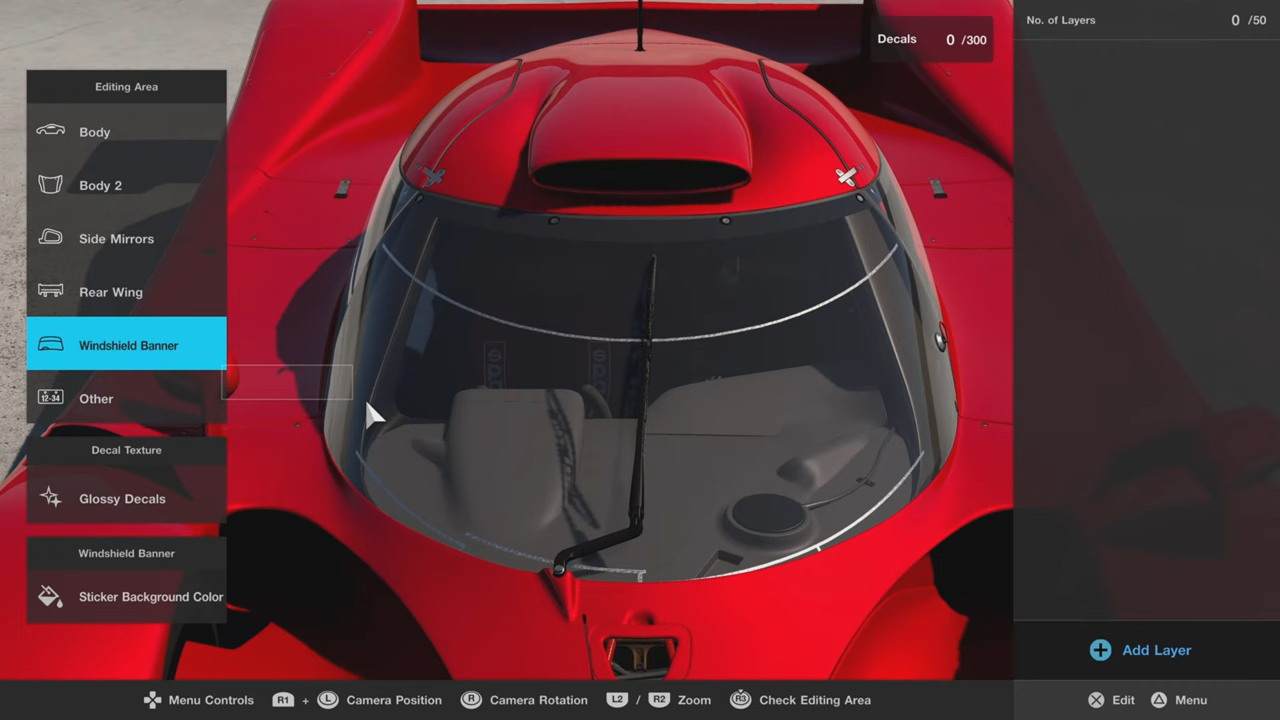 Decals 0 /300
No. of Layers 0 /50
Editing Area
Body
Body 2
Side Mirrors
Rear Wing
Windshield Banner
12-34 Other
Decal Texture
Glossy Decals
Windshield Banner
Sticker Background Color
Add Layer
Menu Controls R1 + L Camera Position R Camera Rotation L2 / R2 Zoom R3 Check Editing Area Edit Menu